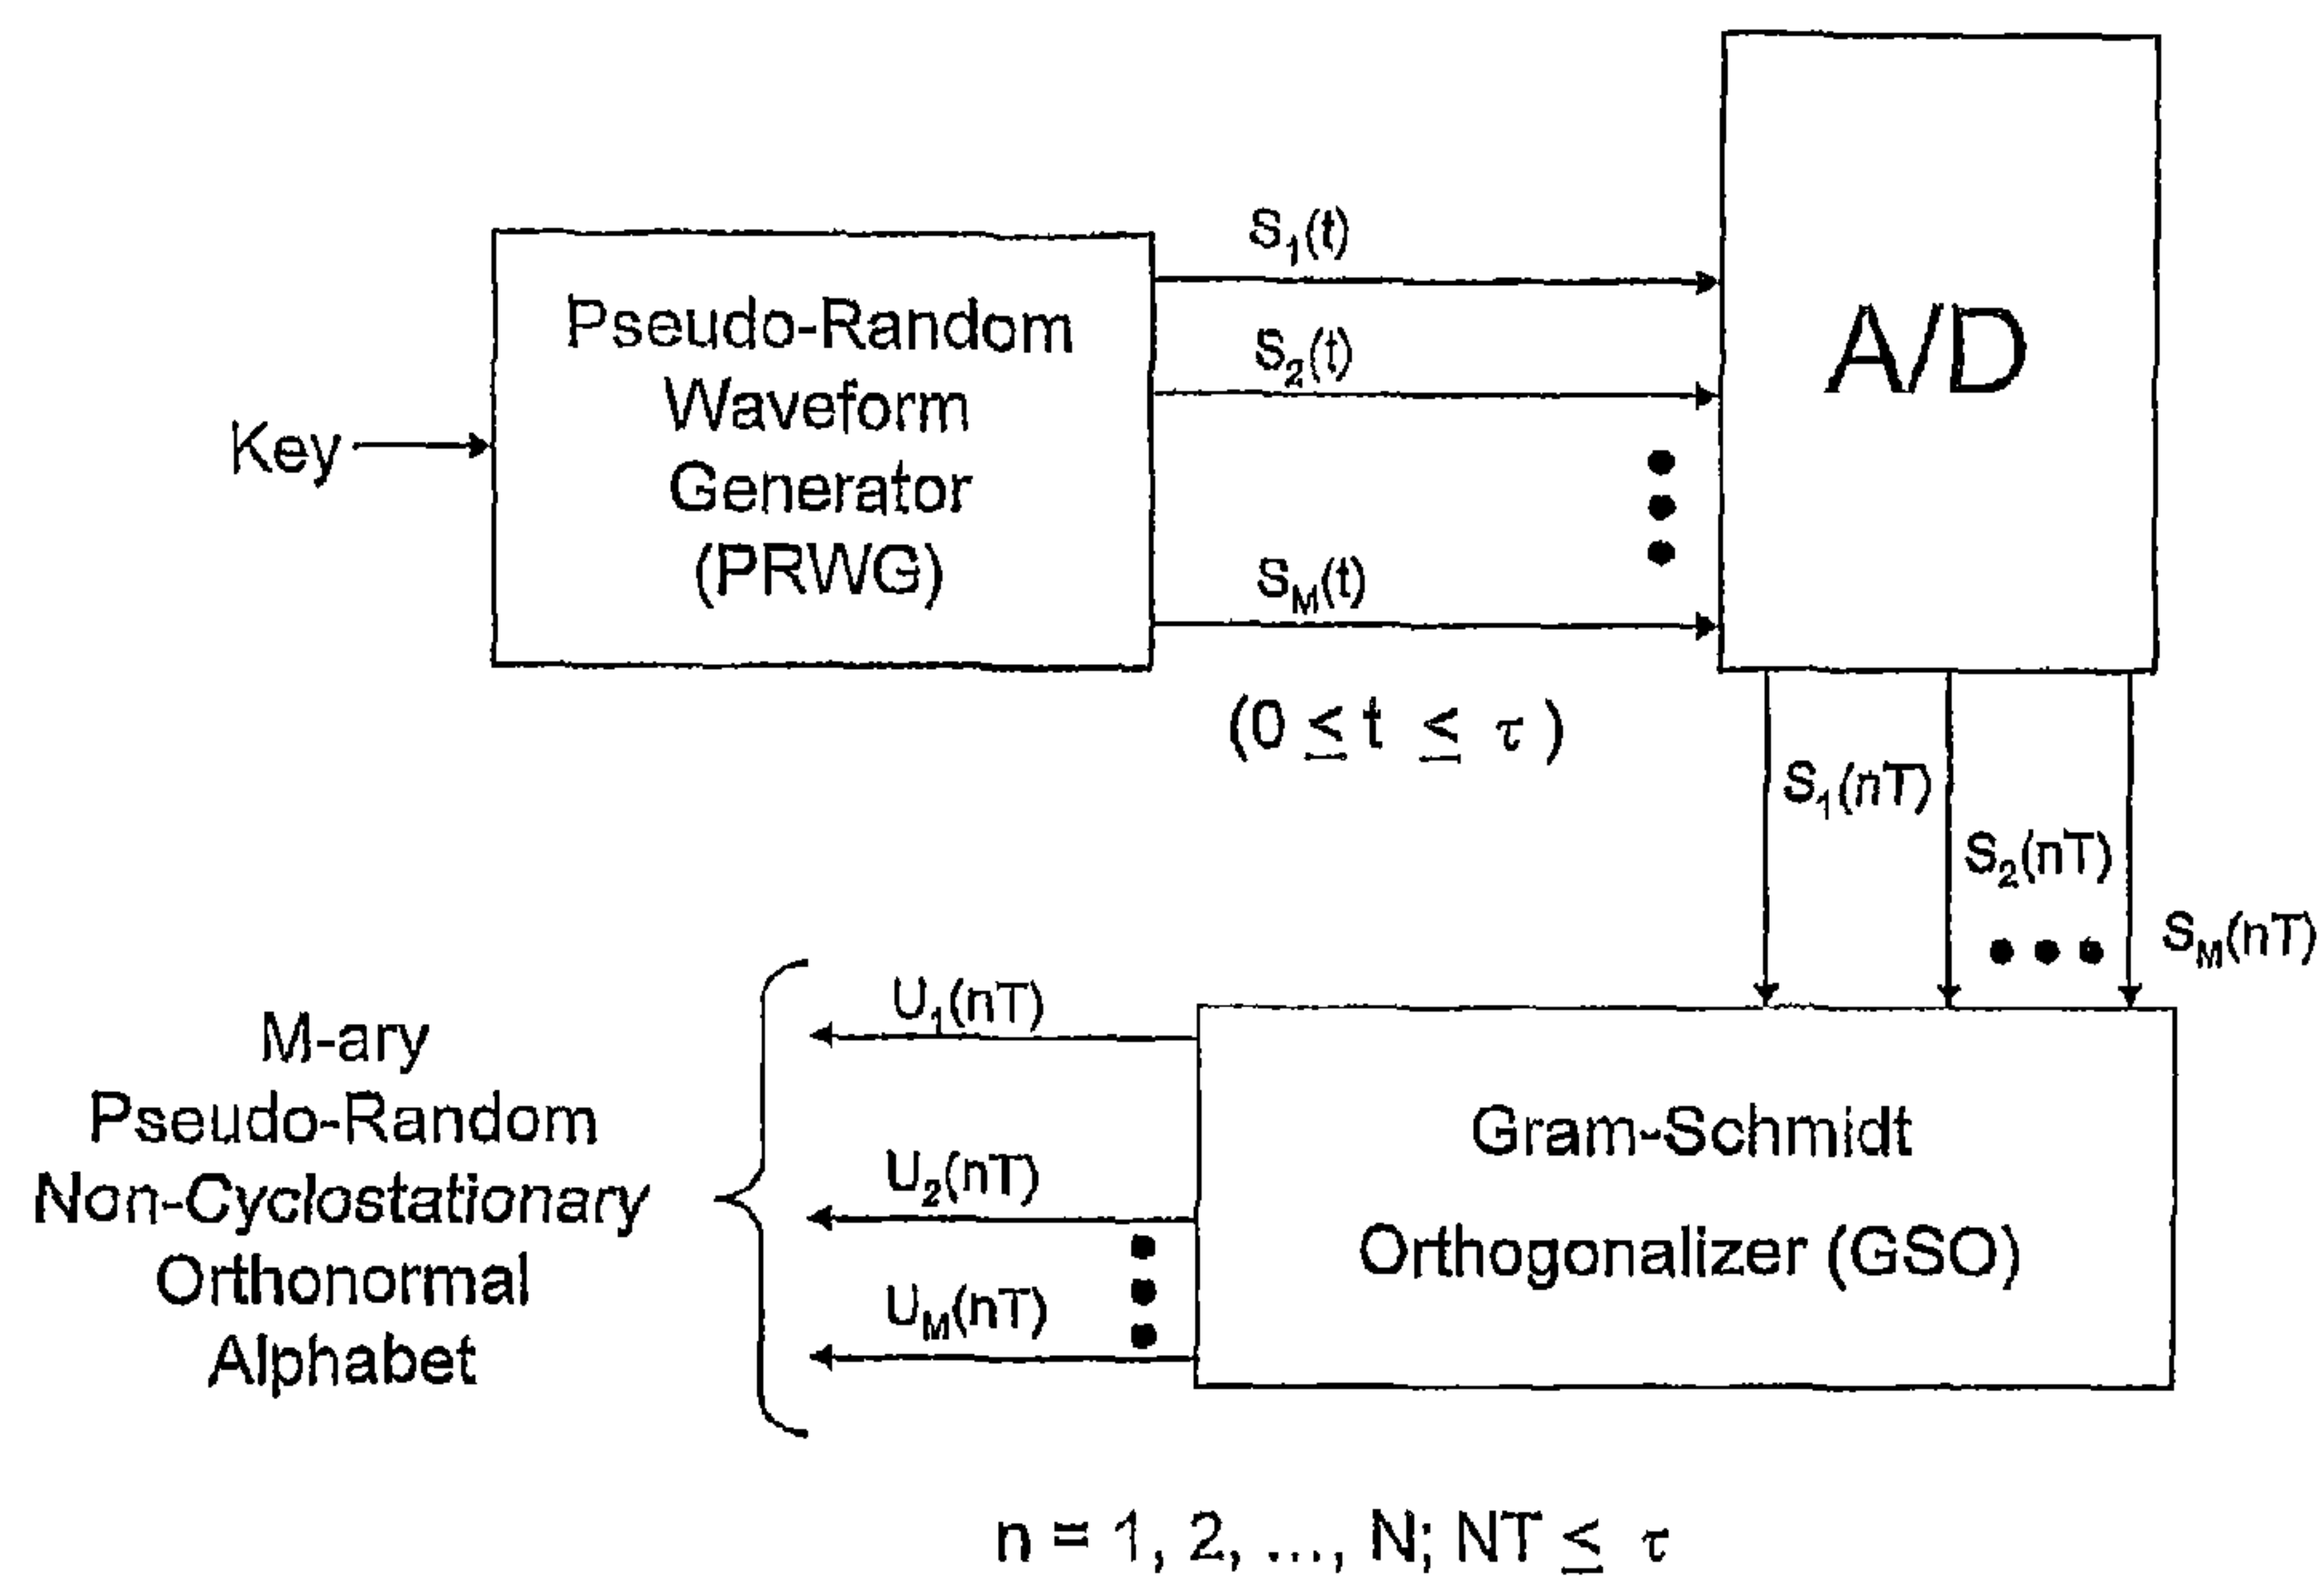 Key
Pseudo-Random
Waveform
Generator
(PRWG)
S1(t)
S2(t)
SM(t)
(0 ≤ t ≤ τ)
A/D
S1(nT)
S2(nT)
SM(nT)
Gram-Schmidt
Orthogonalizer (GSO)
U1(nT)
U2(nT)
UM(nT)
M-ary
Pseudo-Random
Non-Cyclostationary
Orthonormal
Alphabet
n = 1, 2, ..., N; NT ≤ τ